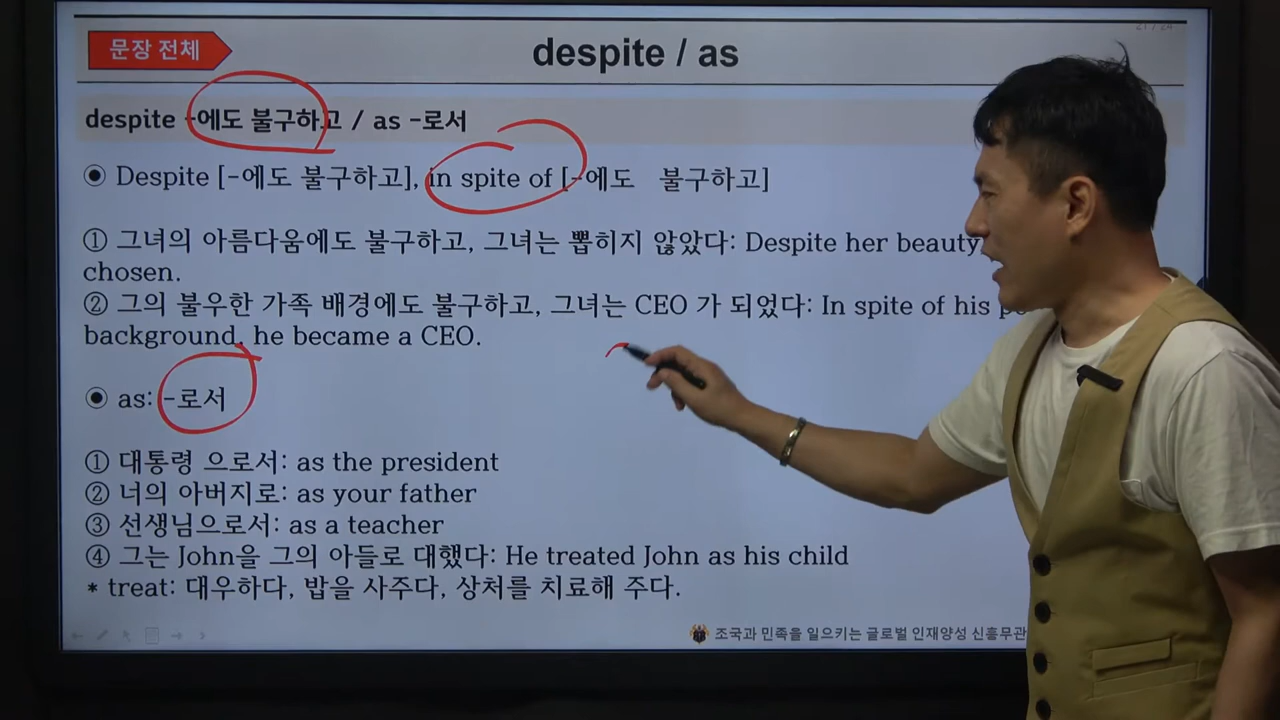 문장 전체
despite / as
despite -에도 불구하고 / as -로서
◉ Despite [-에도 불구하고], in spite of [-에도 불구하고]
① 그녀의 아름다움에도 불구하고, 그녀는 뽑히지 않았다: Despite her beauty
chosen.
② 그의 불우한 가족 배경에도 불구하고, 그녀는 CEO 가 되었다: In spite of his
background, he became a CEO.
◉ as: -로서
① 대통령 으로서: as the president
② 너의 아버지로: as your father
③ 선생님으로서: as a teacher
④ 그는 John을 그의 아들로 대했다: He treated John as his child
* treat: 대우하다, 밥을 사주다, 상처를 치료해 주다.
조국과 민족을 일으키는 글로벌 인재양성 신흥무관